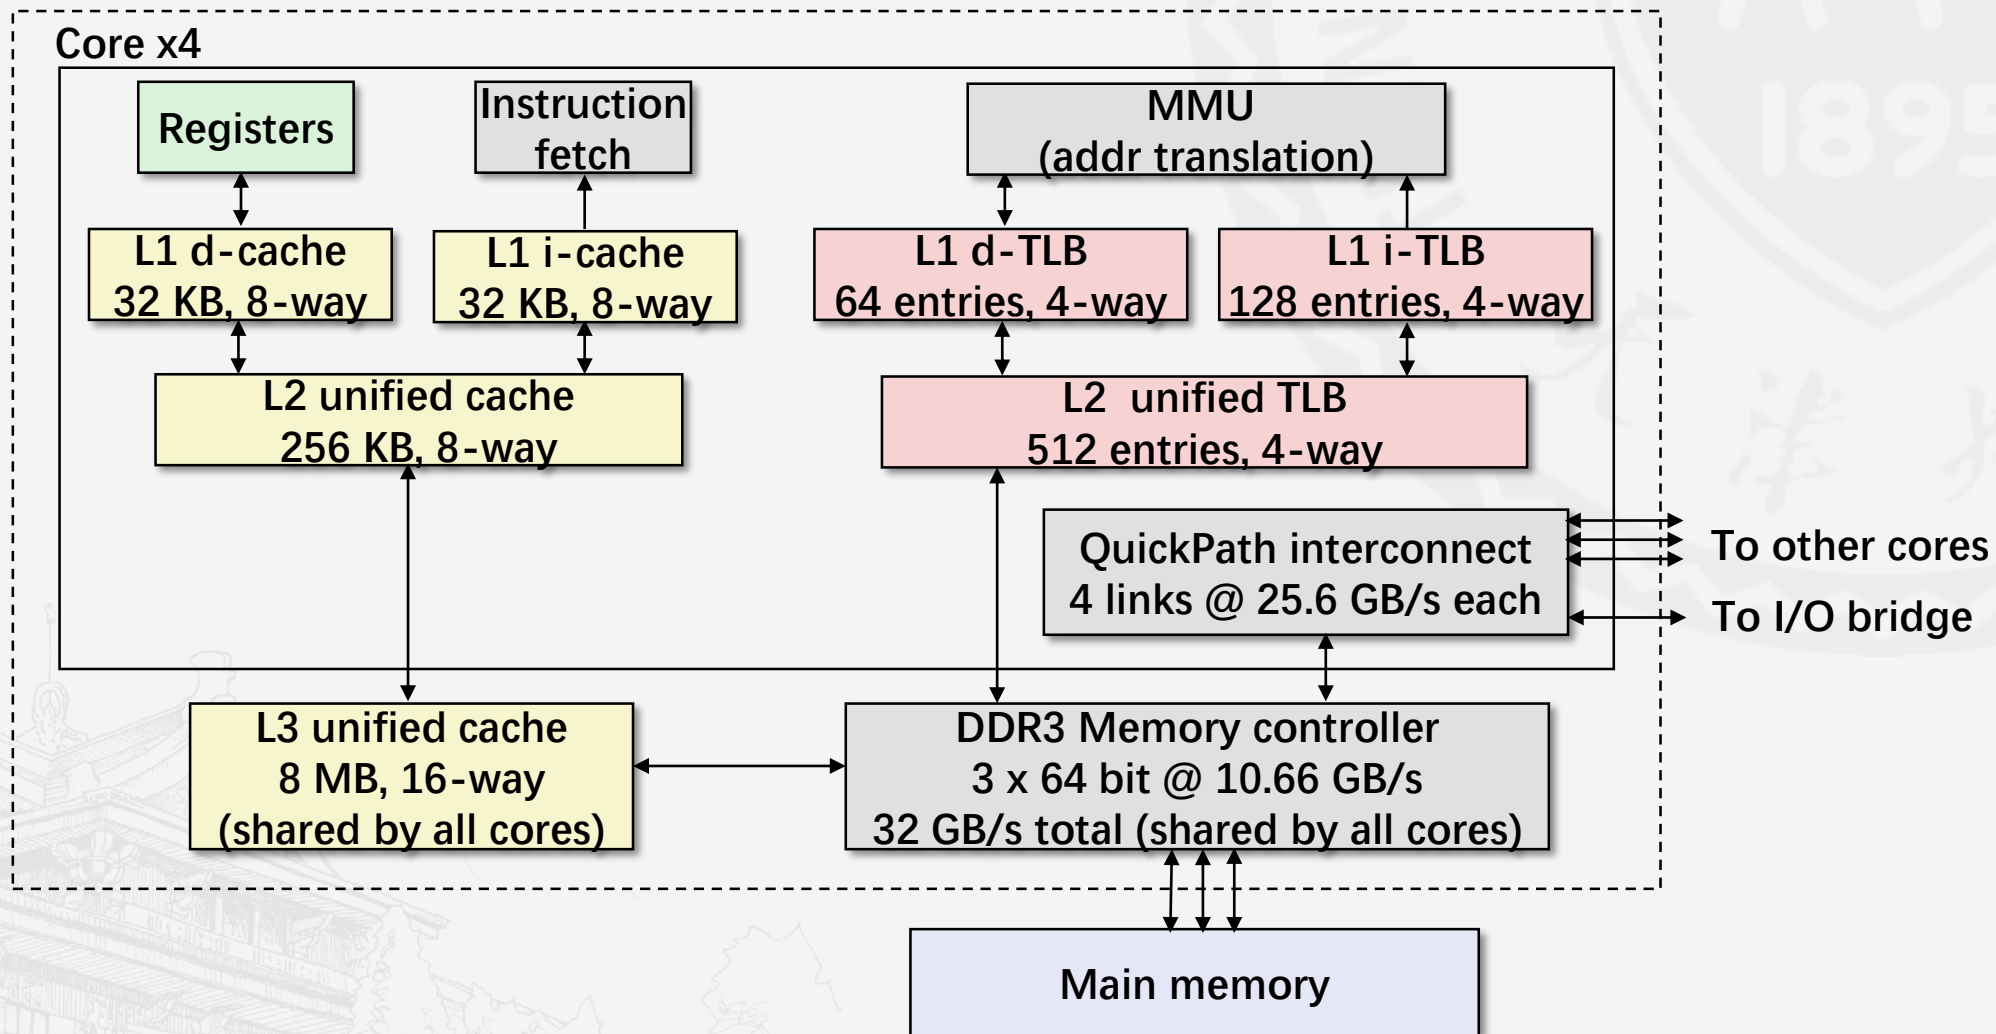 Core x4
Registers
Instruction
fetch
MMU
(addr translation)
L1 d-cache
32 KB, 8-way
L1 i-cache
32 KB, 8-way
L1 d-TLB
64 entries, 4-way
L1 i-TLB
128 entries, 4-way
L2 unified cache
256 KB, 8-way
L2 unified TLB
512 entries, 4-way
QuickPath interconnect
4 links @ 25.6 GB/s each
To other cores
To I/O bridge
L3 unified cache
8 MB, 16-way
(shared by all cores)
DDR3 Memory controller
3 x 64 bit @ 10.66 GB/s
32 GB/s total (shared by all cores)
Main memory
1895